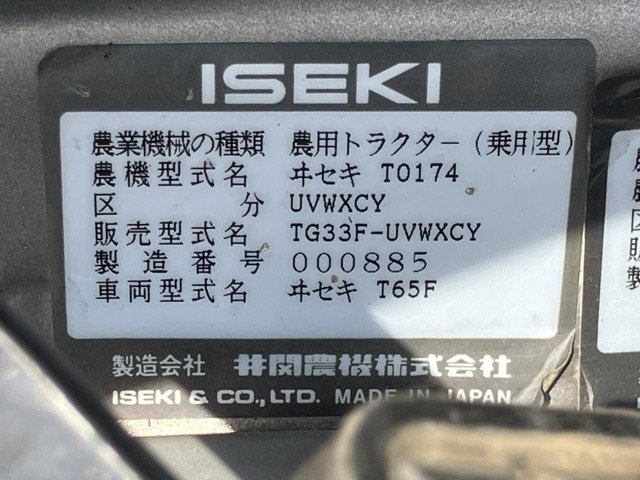 ISEKI
農業機械の種類 農用トラクター(乗用型)
農機型式名 ヰセキ T0174
区分 UVWXCY
販売型式名 TG33F-UVWXCY
製造番号 000885
車両型式名 ヰセキ T65F
製造会社 井関農機株式会社
ISEKI & CO.,LTD. MADE IN JAPAN